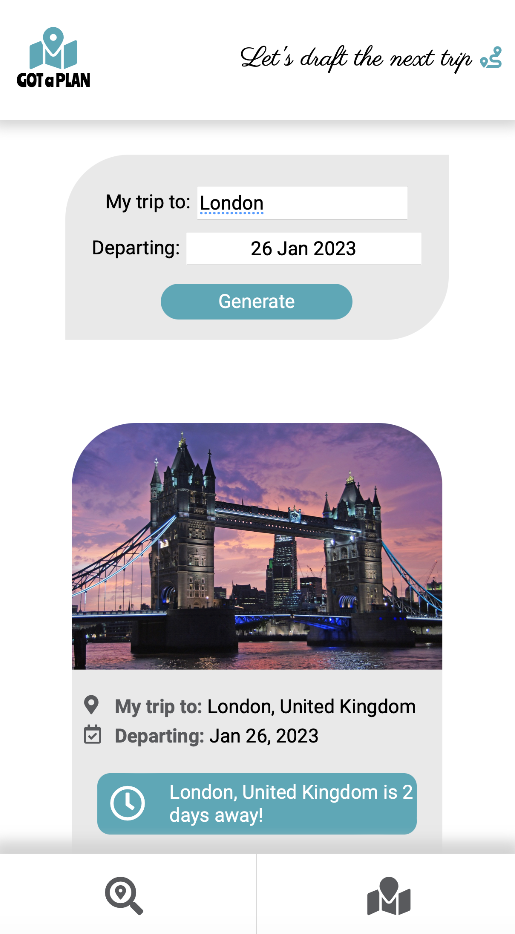 GOT a PLAN
Let's draft the next trip
My trip to: London
Departing: 26 Jan 2023
Generate
My trip to: London, United Kingdom
Departing: Jan 26, 2023
London, United Kingdom is 2
days away!